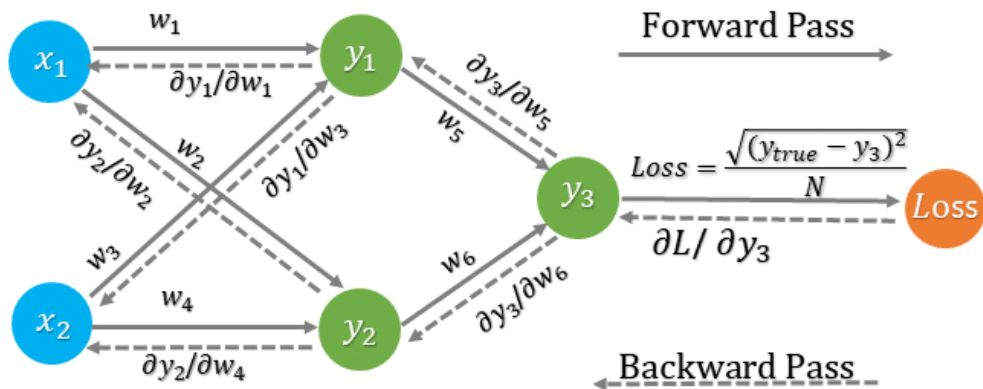 w₁
Forward Pass
x₁
y₁
∂y₁/∂w₁
∂y₃/∂w₅
w₅
w₂
∂y₁/∂w₃
∂y₂/∂w₂
Loss = √(y_true − y₃)² / N
y₃
Loss
∂L/ ∂y₃
w₃
w₆
w₄
∂y₃/∂w₆
x₂
y₂
∂y₂/∂w₄
Backward Pass